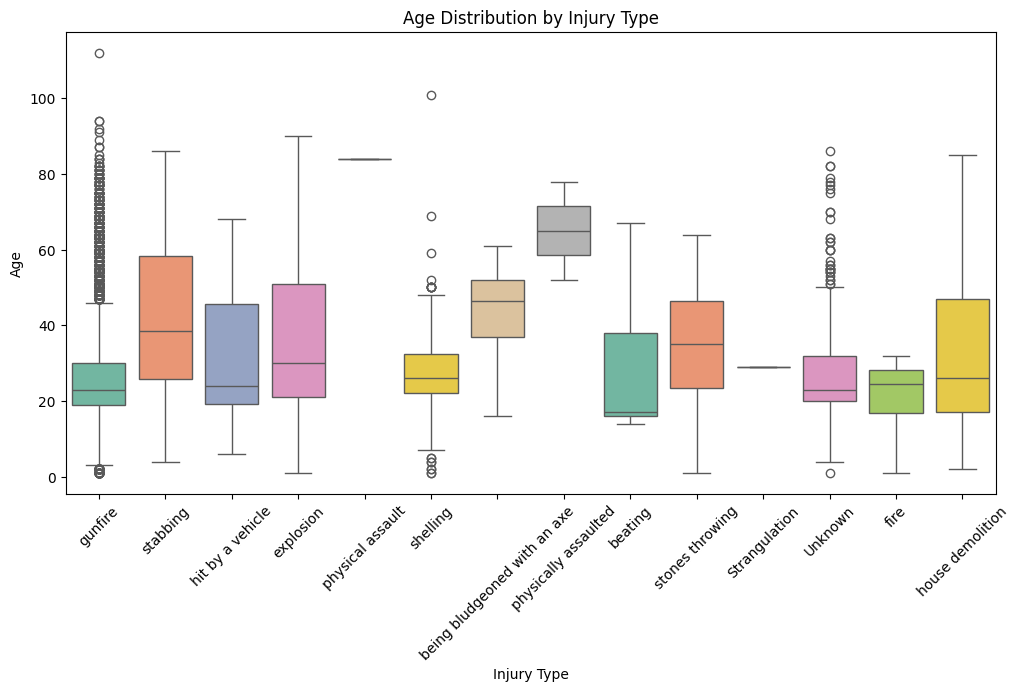 Age Distribution by Injury Type
Age
100
80
60
40
20
0
gunfire
stabbing
hit by a vehicle
explosion
physical assault
shelling
being bludgeoned with an axe
physically assaulted
beating
stones throwing
Strangulation
Unknown
fire
house demolition
Injury Type